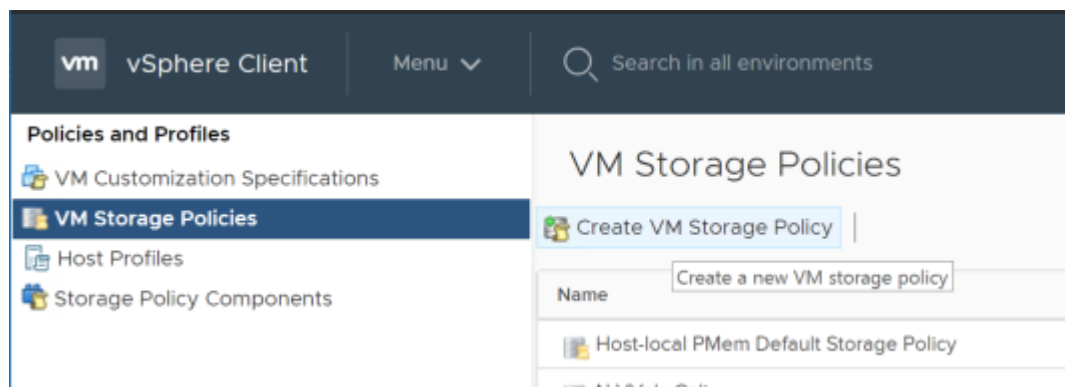 vm vSphere Client Menu Search in all environments
Policies and Profiles
VM Customization Specifications
VM Storage Policies
Host Profiles
Storage Policy Components
VM Storage Policies
Create VM Storage Policy
Create a new VM storage policy
Name
Host-local PMem Default Storage Policy